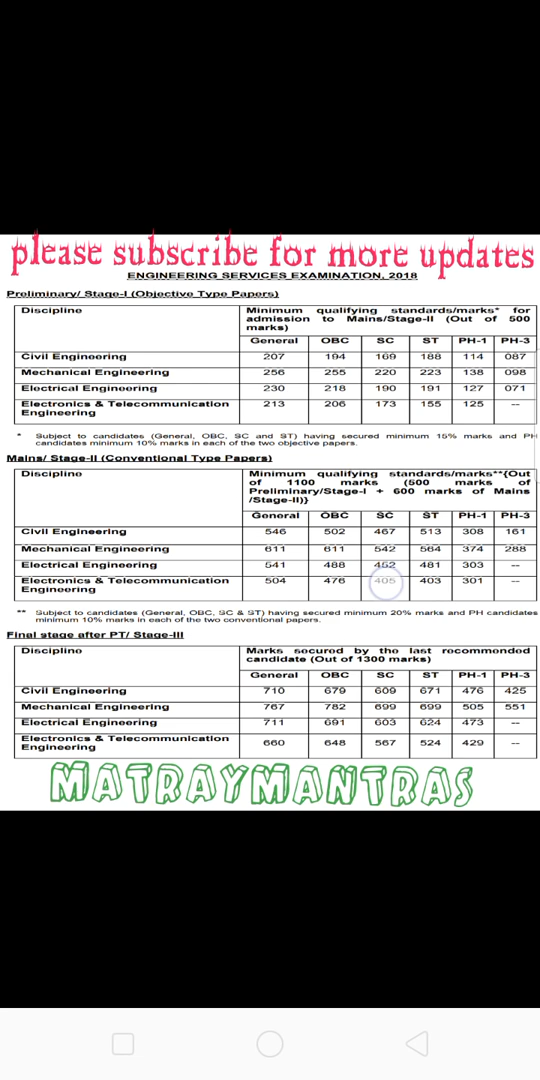 please subscribe for more updates
ENGINEERING SERVICES EXAMINATION, 2018
Preliminary/ Stage-I (Objective Type Papers)
Discipline Minimum qualifying standards/marks* for
admission to Mains/Stage-II (Out of 500
marks)
General OBC SC ST PH-1 PH-3
Civil Engineering 207 194 169 188 114 087
Mechanical Engineering 256 255 220 223 138 098
Electrical Engineering 230 218 190 191 127 071
Electronics & Telecommunication 213 206 173 155 125 --
Engineering
* Subject to candidates (General, OBC, SC and ST) having secured minimum 15% marks and PH
candidates minimum 10% marks in each of the two objective papers.
Mains/ Stage-II (Conventional Type Papers)
Discipline Minimum qualifying standards/marks**{Out
of 1100 marks (500 marks of
Preliminary/Stage-I + 600 marks of Mains
/Stage-II)}
General OBC SC ST PH-1 PH-3
Civil Engineering 546 502 467 513 308 161
Mechanical Engineering 611 611 542 564 374 288
Electrical Engineering 541 488 452 481 303 --
Electronics & Telecommunication 504 476 405 403 301 --
Engineering
** Subject to candidates (General, OBC, SC & ST) having secured minimum 20% marks and PH candidates
minimum 10% marks in each of the two conventional papers.
Final stage after PT/ Stage-III
Discipline Marks secured by the last recommended
candidate (Out of 1300 marks)
General OBC SC ST PH-1 PH-3
Civil Engineering 710 679 609 671 476 425
Mechanical Engineering 767 782 699 699 505 551
Electrical Engineering 711 691 603 624 473 --
Electronics & Telecommunication 660 648 567 524 429 --
Engineering
MATRAYMANTRAS